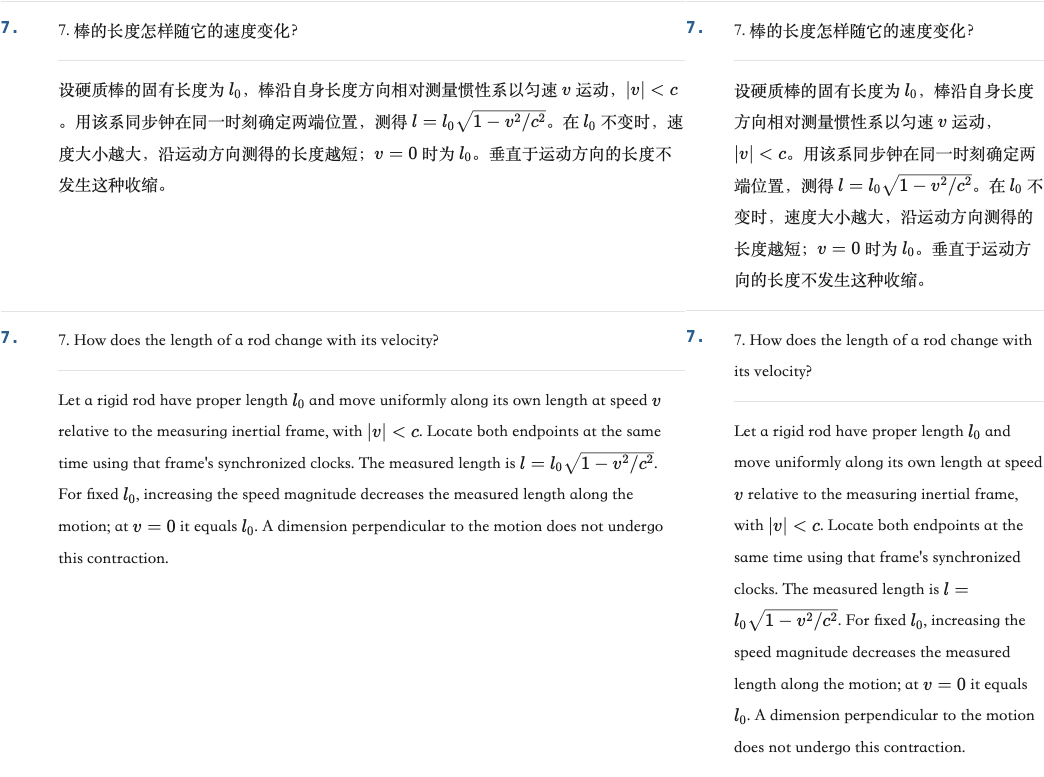 7.
7. 棒的长度怎样随它的速度变化?
设硬质棒的固有长度为 l₀，棒沿自身长度方向相对测量惯性系以匀速 v 运动，|v| < c
。用该系同步钟在同一时刻确定两端位置，测得 l = l₀√(1 − v²/c²)。在 l₀ 不变时，速
度大小越大，沿运动方向测得的长度越短；v = 0 时为 l₀。垂直于运动方向的长度不
发生这种收缩。
7.
7. 棒的长度怎样随它的速度变化?
设硬质棒的固有长度为 l₀，棒沿自身长度
方向相对测量惯性系以匀速 v 运动，
|v| < c。用该系同步钟在同一时刻确定两
端位置，测得 l = l₀√(1 − v²/c²)。在 l₀ 不
变时，速度大小越大，沿运动方向测得的
长度越短；v = 0 时为 l₀。垂直于运动方
向的长度不发生这种收缩。
7.
7. How does the length of a rod change with its velocity?
Let a rigid rod have proper length l₀ and move uniformly along its own length at speed v
relative to the measuring inertial frame, with |v| < c. Locate both endpoints at the same
time using that frame's synchronized clocks. The measured length is l = l₀√(1 − v²/c²).
For fixed l₀, increasing the speed magnitude decreases the measured length along the
motion; at v = 0 it equals l₀. A dimension perpendicular to the motion does not undergo
this contraction.
7.
7. How does the length of a rod change with
its velocity?
Let a rigid rod have proper length l₀ and
move uniformly along its own length at speed
v relative to the measuring inertial frame,
with |v| < c. Locate both endpoints at the
same time using that frame's synchronized
clocks. The measured length is l =
l₀√(1 − v²/c²). For fixed l₀, increasing the
speed magnitude decreases the measured
length along the motion; at v = 0 it equals
l₀. A dimension perpendicular to the motion
does not undergo this contraction.